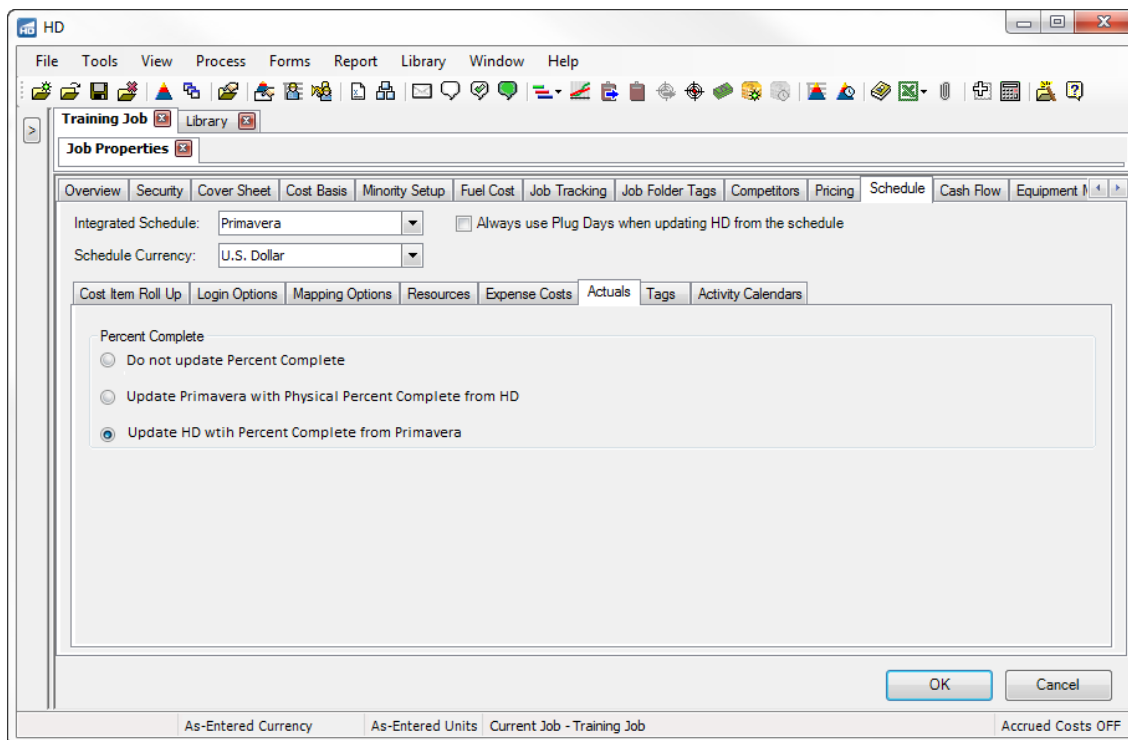 HD
File Tools View Process Forms Report Library Window Help
Training Job Library
>
Job Properties
Overview Security Cover Sheet Cost Basis Minority Setup Fuel Cost Job Tracking Job Folder Tags Competitors Pricing Schedule Cash Flow Equipment
Integrated Schedule: Primavera Always use Plug Days when updating HD from the schedule
Schedule Currency: U.S. Dollar
Cost Item Roll Up Login Options Mapping Options Resources Expense Costs Actuals Tags Activity Calendars
Percent Complete
Do not update Percent Complete
Update Primavera with Physical Percent Complete from HD
Update HD wtih Percent Complete from Primavera
OK Cancel
As-Entered Currency As-Entered Units Current Job - Training Job Accrued Costs OFF